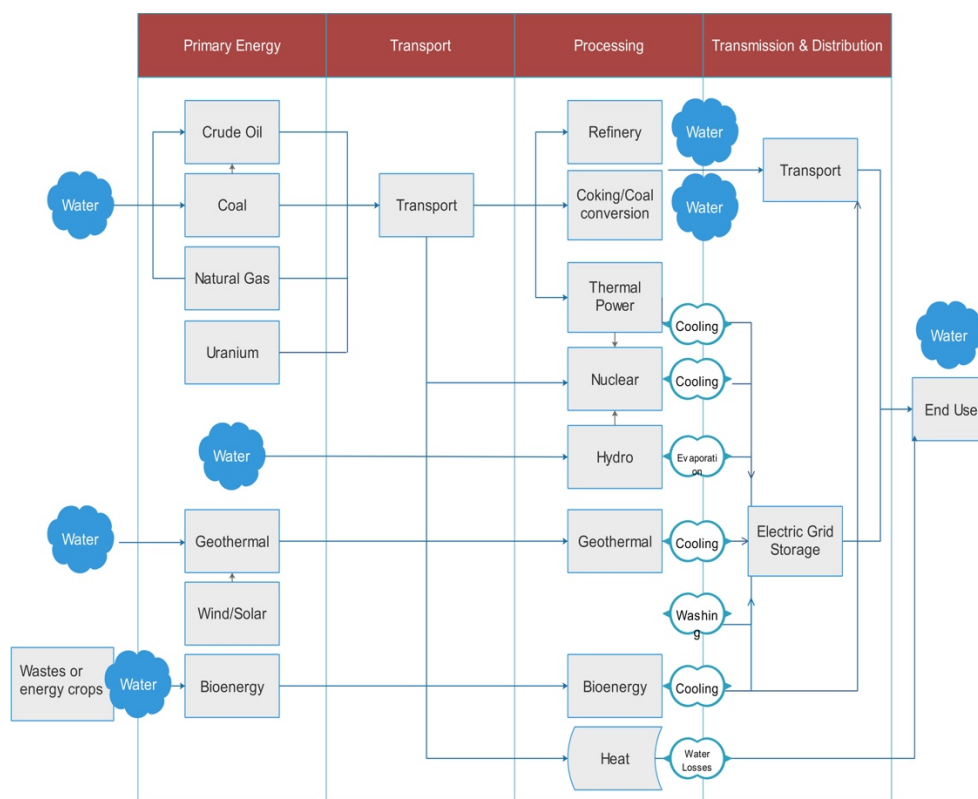 Primary Energy
Transport
Processing
Transmission & Distribution
Crude Oil
Refinery
Water
Water
Coal
Transport
Coking/Coal
conversion
Water
Transport
Natural Gas
Thermal
Power
Cooling
Water
Uranium
Nuclear
Cooling
End Use
Water
Hydro
Evaporati
on
Water
Geothermal
Geothermal
Cooling
Electric Grid
Storage
Wind/Solar
Washin
g
Wastes or
energy crops
Water
Bioenergy
Bioenergy
Cooling
Heat
Water
Losses